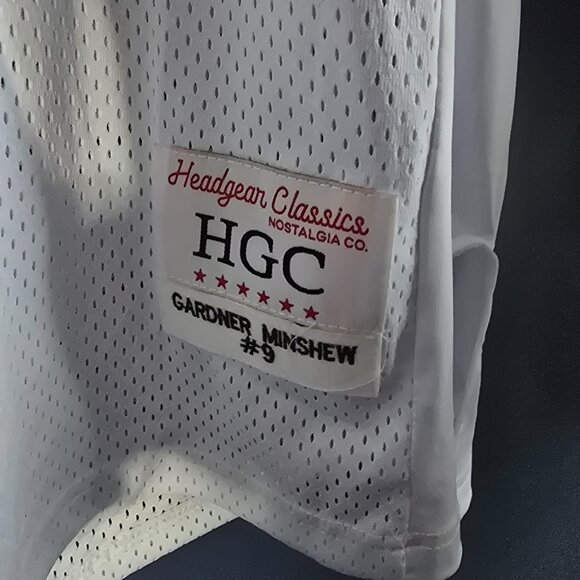 Headgear Classics
NOSTALGIA CO.
HGC
GARDNER MINSHEW
#9